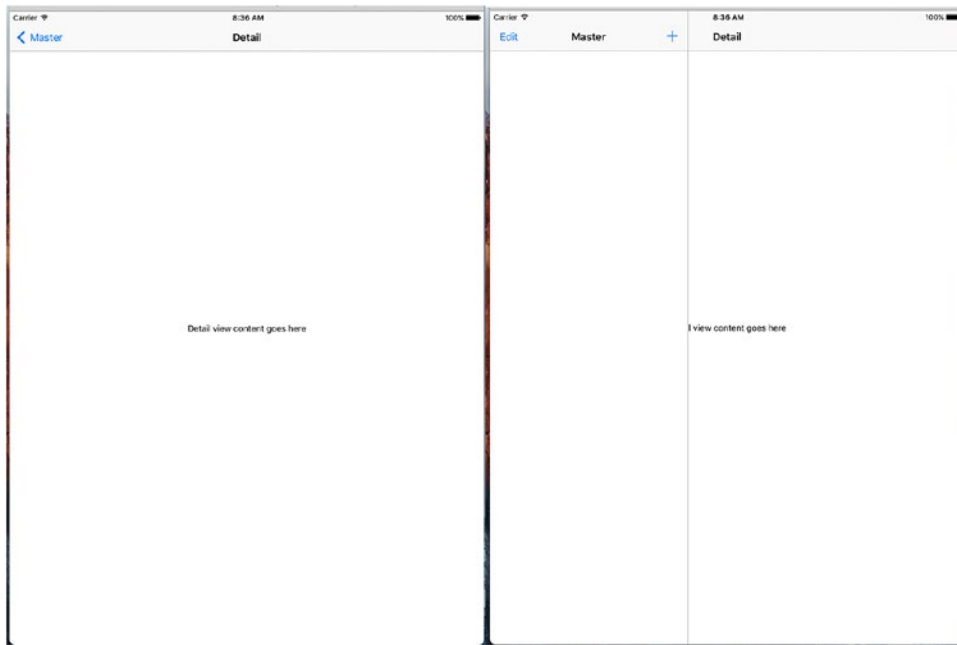 Carrier 8:36 AM 100%
Master Detail
Detail view content goes here
Carrier 8:36 AM 100%
Edit Master + Detail
l view content goes here